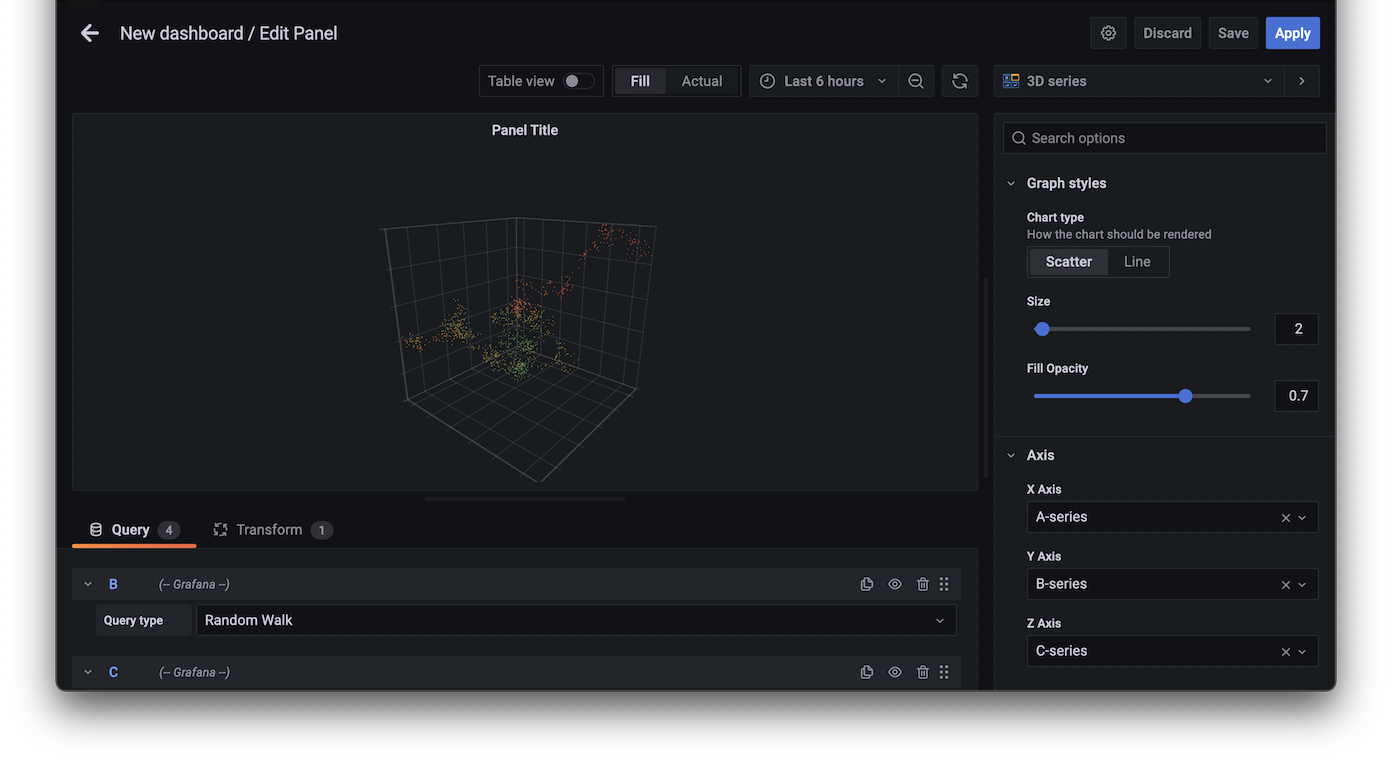 New dashboard / Edit Panel
Discard
Save
Apply
Table view
Fill
Actual
Last 6 hours
3D series
Panel Title
Search options
Graph styles
Chart type
How the chart should be rendered
Scatter
Line
Size
2
Fill Opacity
0.7
Axis
X Axis
A-series
Y Axis
B-series
Z Axis
C-series
Query 4
Transform 1
B (-- Grafana --)
Query type
Random Walk
C (-- Grafana --)